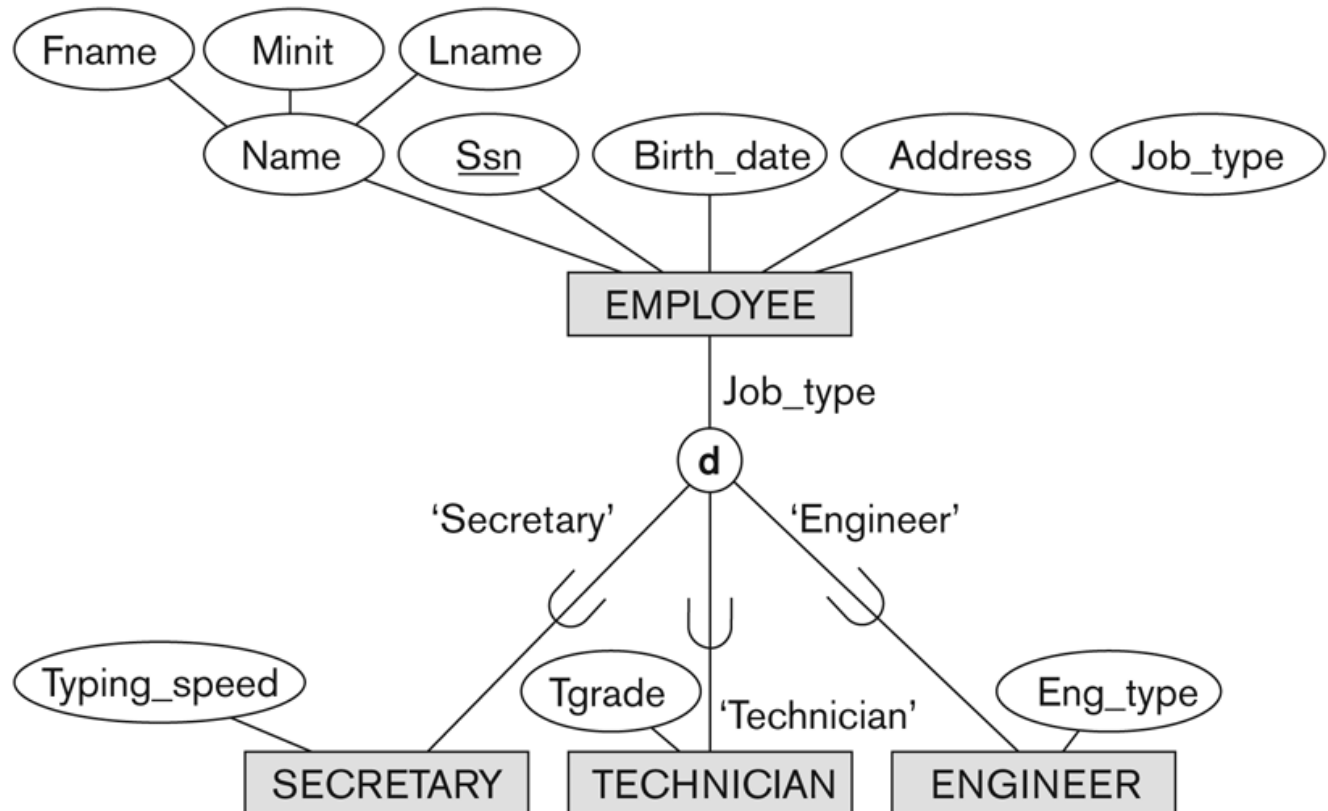 Fname
Minit
Lname
Name
Ssn
Birth_date
Address
Job_type
EMPLOYEE
Job_type
d
‘Secretary’
‘Engineer’
Typing_speed
Tgrade
‘Technician’
Eng_type
SECRETARY
TECHNICIAN
ENGINEER